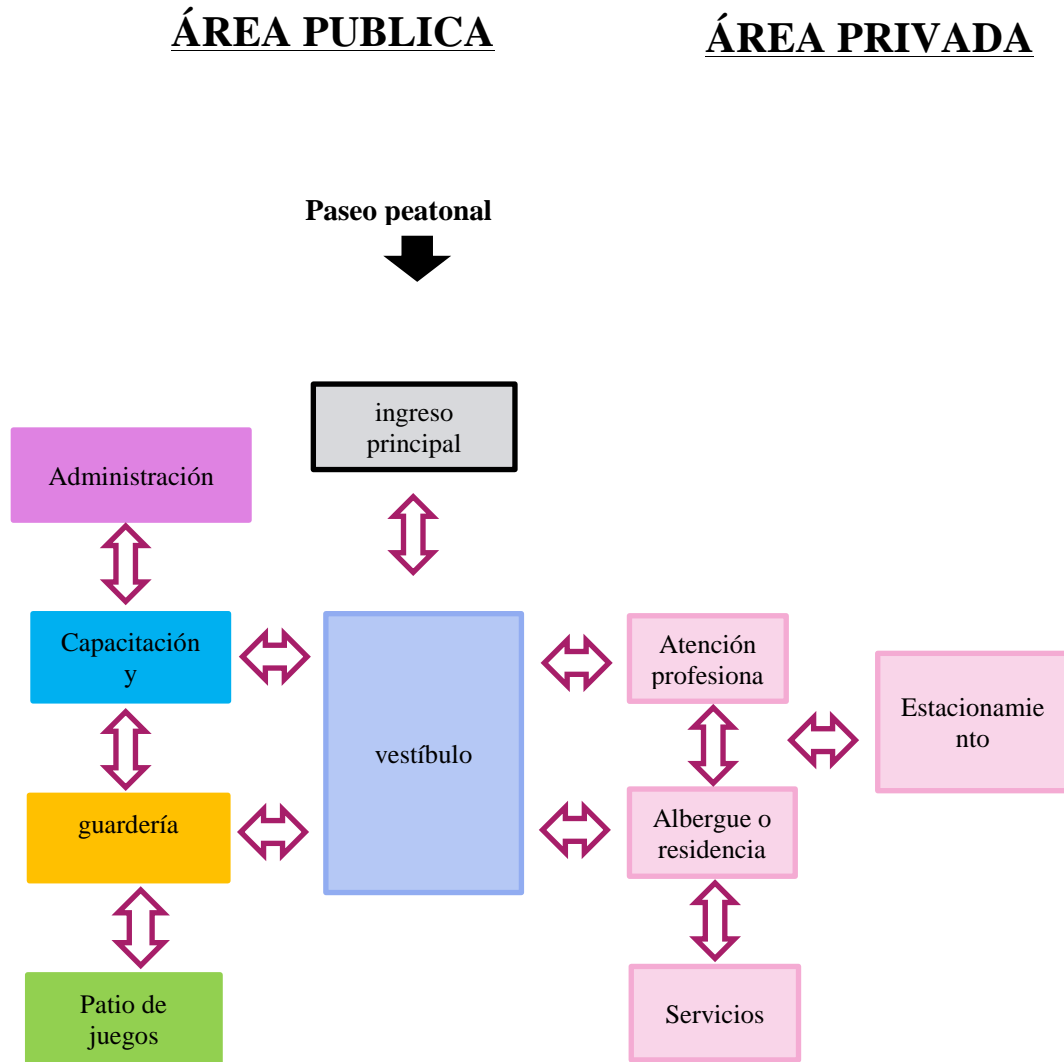 ÁREA PUBLICA
ÁREA PRIVADA
Paseo peatonal
ingreso
principal
Administración
Capacitación
y
vestíbulo
Atención
profesiona
Estacionamie
nto
guardería
Albergue o
residencia
Patio de
juegos
Servicios